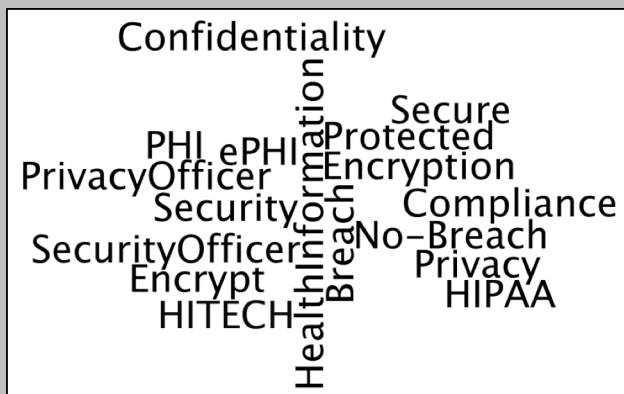 Confidentiality
HealthInformation
Secure
Protected
PHI
ePHI
Encryption
PrivacyOfficer
Security
Breach
Compliance
No-Breach
SecurityOfficer
Privacy
Encrypt
HIPAA
HITECH